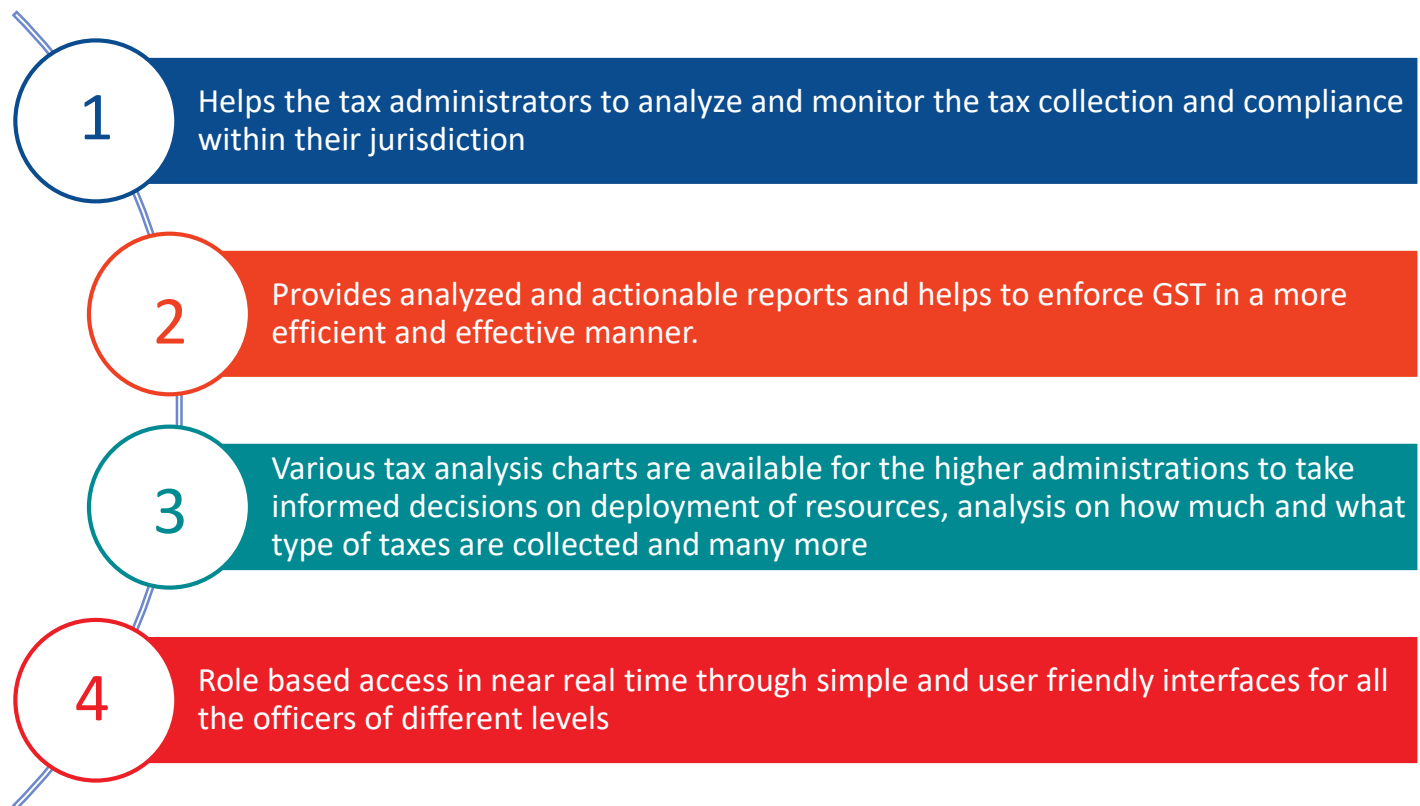 1
Helps the tax administrators to analyze and monitor the tax collection and compliance
within their jurisdiction
2
Provides analyzed and actionable reports and helps to enforce GST in a more
efficient and effective manner.
3
Various tax analysis charts are available for the higher administrations to take
informed decisions on deployment of resources, analysis on how much and what
type of taxes are collected and many more
4
Role based access in near real time through simple and user friendly interfaces for all
the officers of different levels